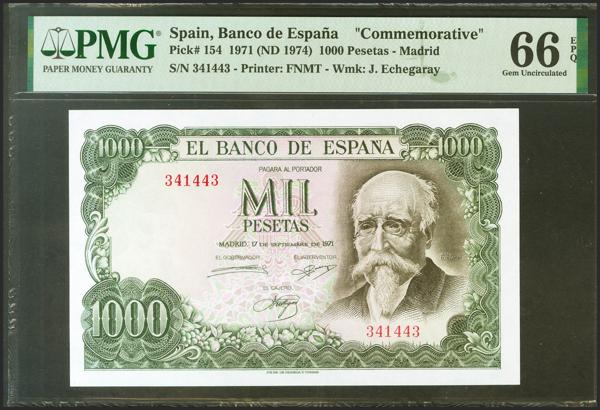 PMG
PAPER MONEY GUARANTY
Spain, Banco de España "Commemorative"
Pick# 154 1971 (ND 1974) 1000 Pesetas - Madrid
S/N 341443 - Printer: FNMT - Wmk: J. Echegaray
66 EPQ
Gem Uncirculated
1000
1000
EL BANCO DE ESPAÑA
PAGARA AL PORTADOR
341443
MIL
PESETAS
MADRID, 17 DE SEPTIEMBRE DE 1971
EL GOBERNADOR
EL INTERVENTOR
EL CAJERO
1000
341443